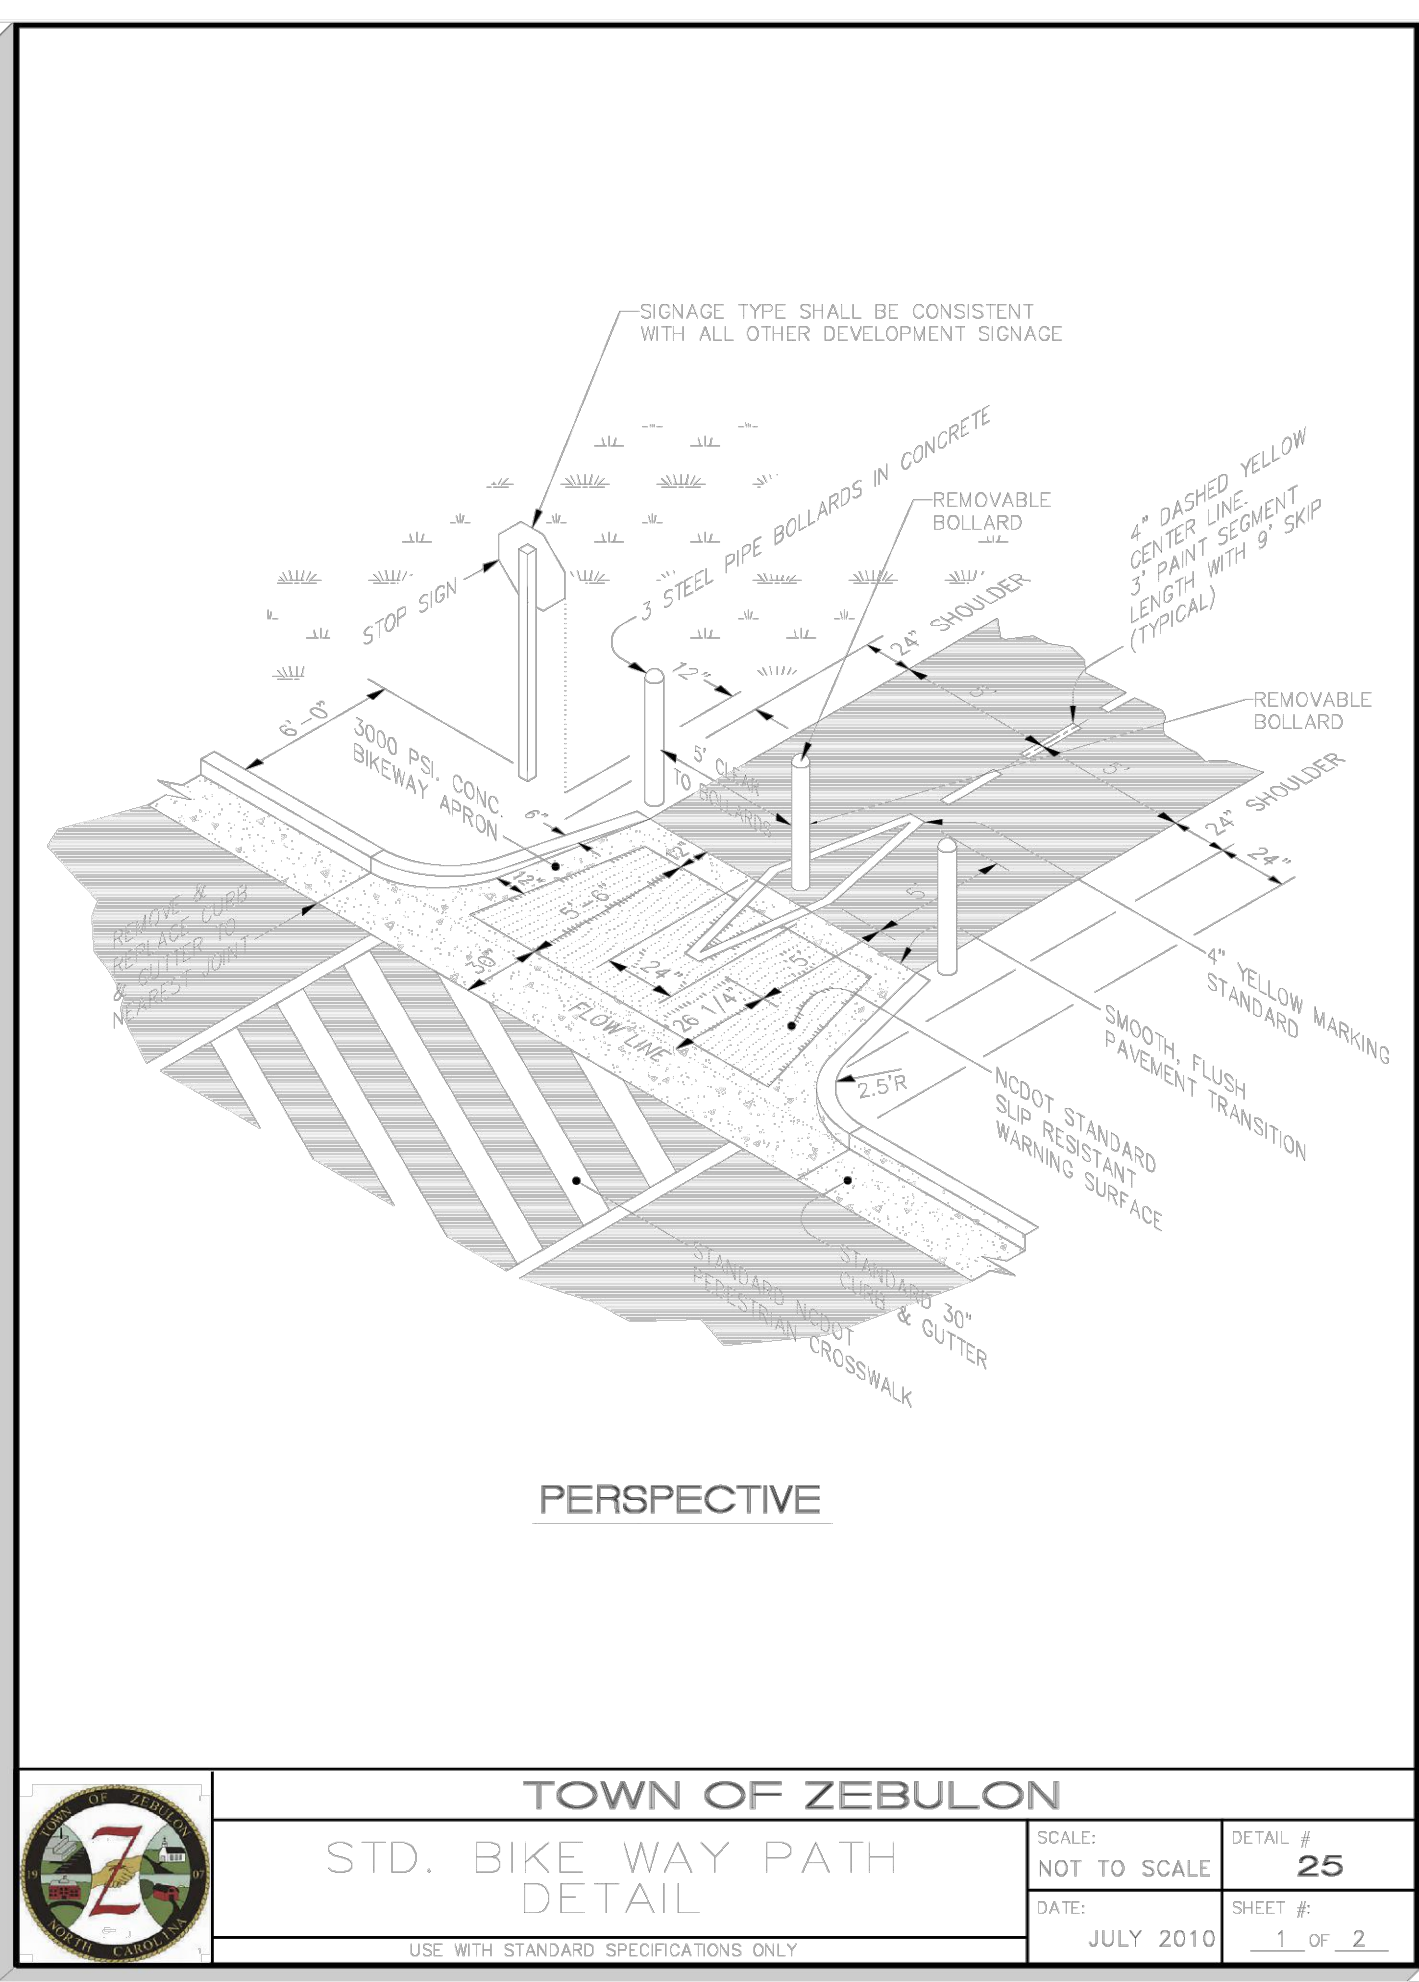 SIGNAGE TYPE SHALL BE CONSISTENT
WITH ALL OTHER DEVELOPMENT SIGNAGE
3 STEEL PIPE BOLLARDS IN CONCRETE
REMOVABLE
BOLLARD
4" DASHED YELLOW
CENTER LINE-
3' PAINT SEGMENT
LENGTH WITH 9' SKIP
(TYPICAL)
STOP SIGN
24" SHOULDER
12"
5'
REMOVABLE
BOLLARD
6'-0"
3000 PSI. CONC.
BIKEWAY APRON
5' CLEAR
TO BOLLARDS
5'
24" SHOULDER
24"
6"
12"
12"
5'-6"
5'
REMOVE &
REPLACE CURB
& GUTTER TO
NEAREST JOINT
30"
24"
5'
26 1/4"
FLOW LINE
4" YELLOW MARKING
STANDARD
SMOOTH, FLUSH
PAVEMENT TRANSITION
2.5'R
NCDOT STANDARD
SLIP RESISTANT
WARNING SURFACE
STANDARD NCDOT
PEDESTRIAN CROSSWALK
STANDARD 30"
CURB & GUTTER
PERSPECTIVE
TOWN OF ZEBULON
STD. BIKE WAY PATH
DETAIL
USE WITH STANDARD SPECIFICATIONS ONLY
SCALE:
NOT TO SCALE
DETAIL #
25
DATE:
JULY 2010
SHEET #:
1 OF 2
TOWN OF ZEBULON
Z
19 07
NORTH CAROLINA